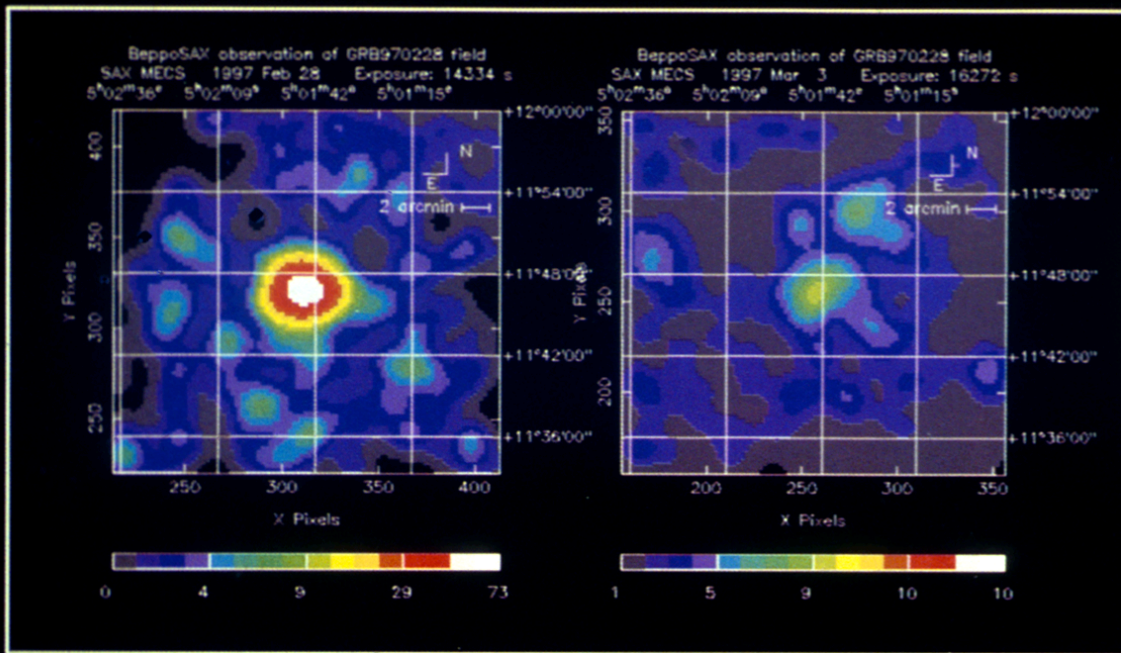 BeppoSAX observation of GRB970228 field
SAX MECS 1997 Feb 28 Exposure: 14334 s
5h02m36s 5h02m09s 5h01m42s 5h01m15s
+12°00'00"
400
N
E
+11°54'00"
2 arcmin
350
+11°48'00"
Y Pixels
300
+11°42'00"
250
+11°36'00"
250 300 350 400
X Pixels
0 4 9 29 73
BeppoSAX observation of GRB970228 field
SAX MECS 1997 Mar 3 Exposure: 16272 s
5h02m36s 5h02m09s 5h01m42s 5h01m15s
350
+12°00'00"
N
E
+11°54'00"
300
2 arcmin
+11°48'00"
Y Pixels
250
+11°42'00"
200
+11°36'00"
200 250 300 350
X Pixels
1 5 9 10 10